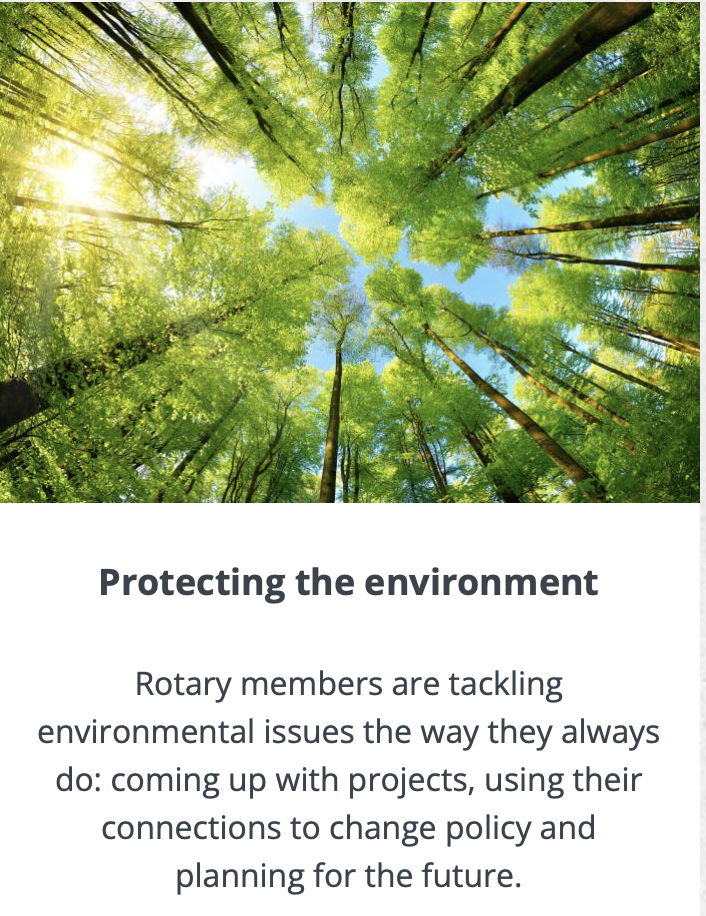 Protecting the environment
Rotary members are tackling
environmental issues the way they always
do: coming up with projects, using their
connections to change policy and
planning for the future.